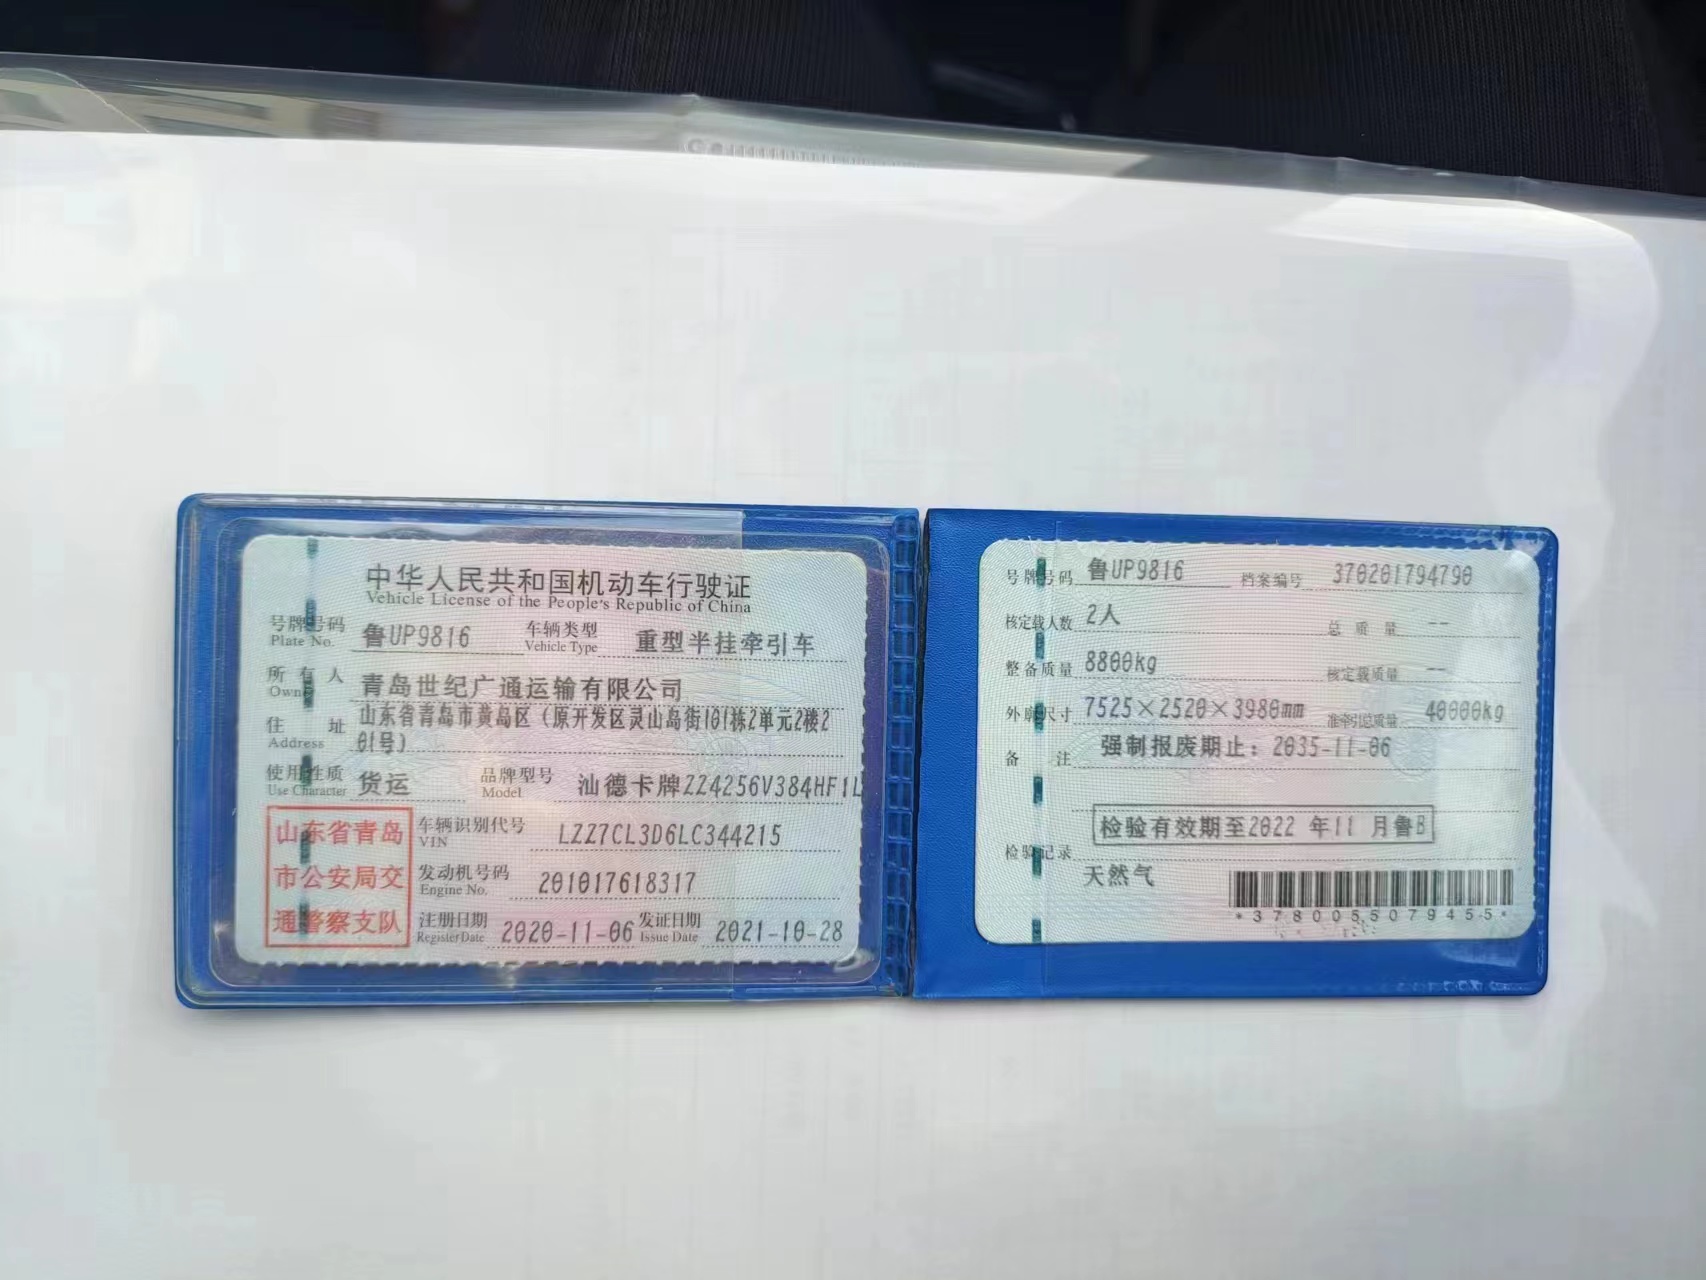 中华人民共和国机动车行驶证
Vehicle License of the People's Republic of China
号牌号码 鲁UP9816 车辆类型 重型半挂牵引车
Plate No. Vehicle Type
所有人 青岛世纪广通运输有限公司
Owner
住址 山东省青岛市黄岛区(原开发区灵山岛街101栋2单元2楼2
Address 01号)
使用性质 货运 品牌型号 汕德卡牌ZZ4256V384HF1L
Use Character Model
山东省青岛
市公安局交
通警察支队
车辆识别代号 LZZ7CL3D6LC344215
VIN
发动机号码 201017618317
Engine No.
注册日期 2020-11-06 发证日期 2021-10-28
Register Date Issue Date
号牌号码 鲁UP9816 档案编号 370201794790
核定载人数 2人 总质量 --
整备质量 8800kg 核定载质量 --
外廓尺寸 7525×2520×3980mm 准牵引总质量 40000kg
备注 强制报废期止:2035-11-06
检验有效期至2022 年11 月鲁B
检验记录
天然气
*3780055079455*